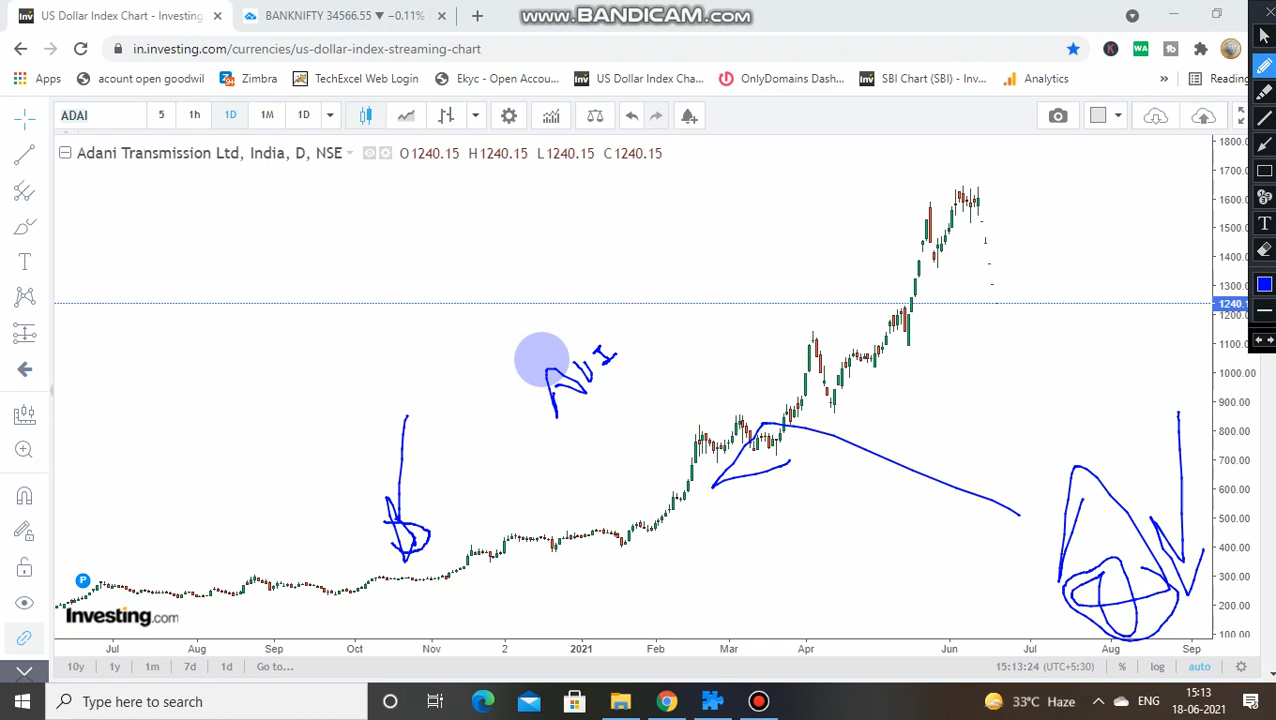 US Dollar Index Chart - Investing
BANKNIFTY 34566.55 ▼ −0.11%
www.BANDICAM.com
in.investing.com/currencies/us-dollar-index-streaming-chart
Apps
acount open goodwil
Zimbra
TechExcel Web Login
Ekyc - Open Accou...
US Dollar Index Cha...
OnlyDomains Dash...
SBI Chart (SBI) - Inv...
Analytics
Reading
ADAI
5
1h
1D
1M
1D
Adani Transmission Ltd, India, D, NSE
O1240.15 H1240.15 L1240.15 C1240.15
1800.
1700.00
1600.00
1500.00
1400.00
1300.00
1240.
1200.00
1100.00
1000.00
900.00
800.00
700.00
600.00
500.00
400.00
300.00
200.00
100.00
P
Investing.com
Jul Aug Sep Oct Nov 2 2021 Feb Mar Apr Jun Jul Aug Sep
10y 1y 1m 7d 1d Go to...
15:13:24 (UTC+5:30) % log auto
Type here to search
33°C Haze
ENG
15:13
18-06-2021